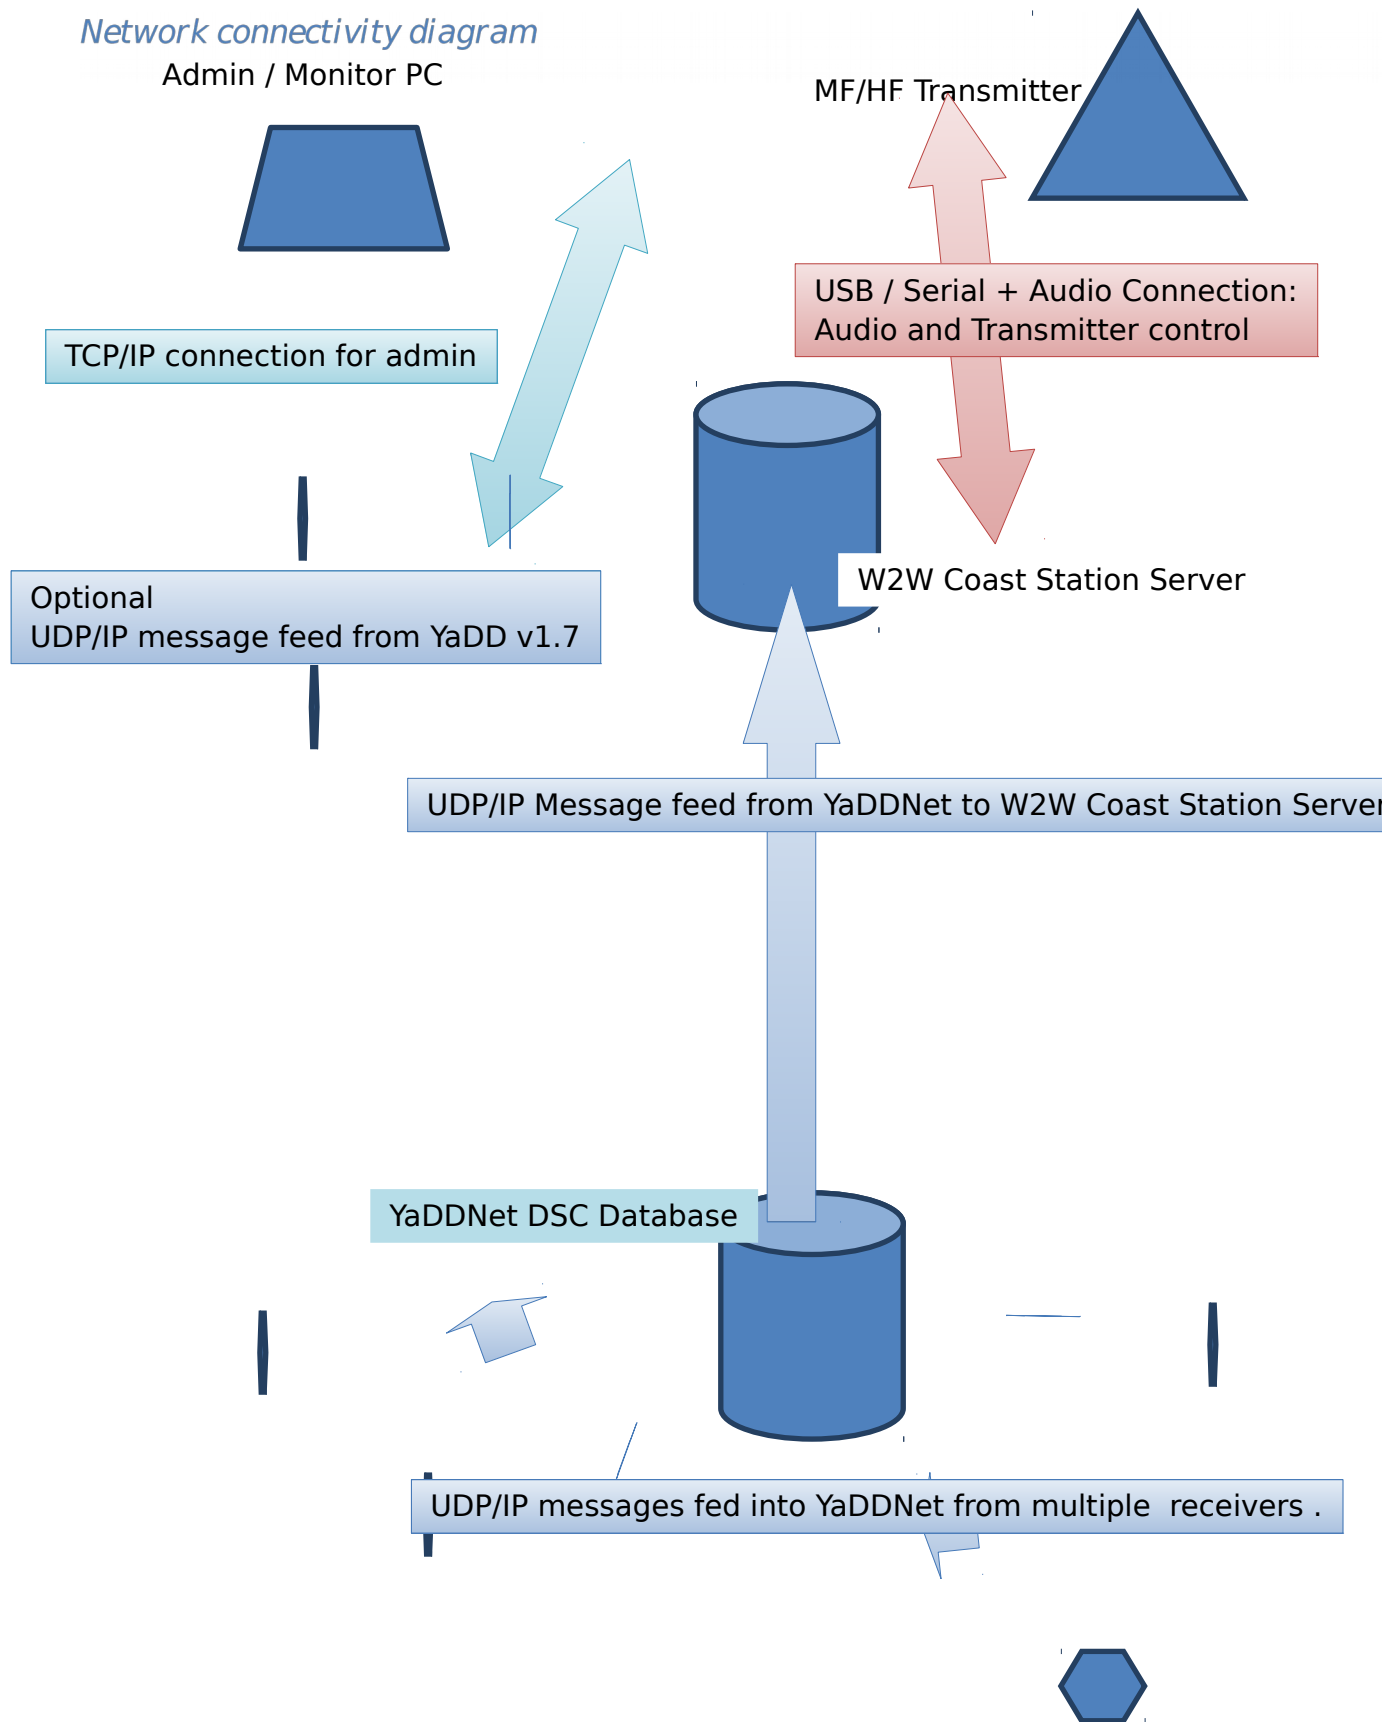 Network connectivity diagram
Admin / Monitor PC
MF/HF Transmitter
USB / Serial + Audio Connection:
Audio and Transmitter control
TCP/IP connection for admin
W2W Coast Station Server
Optional
UDP/IP message feed from YaDD v1.7
UDP/IP Message feed from YaDDNet to W2W Coast Station Server
YaDDNet DSC Database
UDP/IP messages fed into YaDDNet from multiple  receivers .